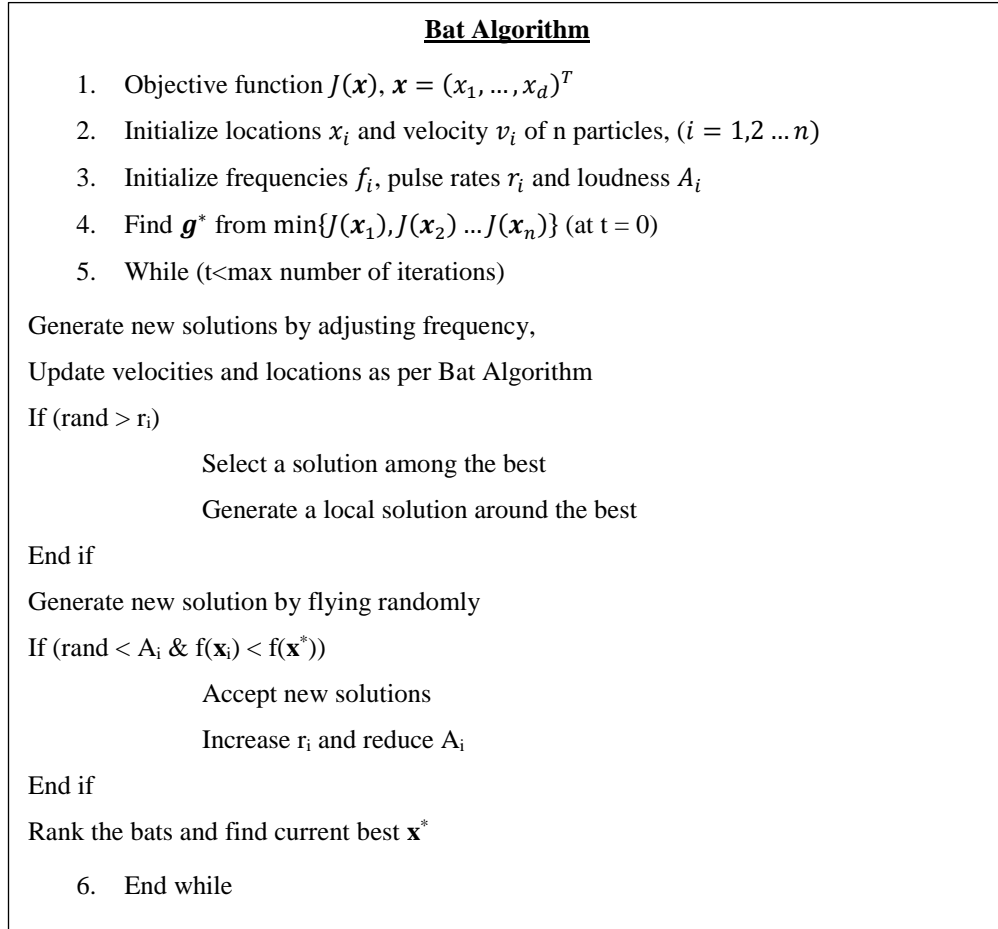 Bat Algorithm
1. Objective function J(𝒙), 𝒙 = (x₁, … , x_d)ᵀ
2. Initialize locations xᵢ and velocity vᵢ of n particles, (i = 1,2 … n)
3. Initialize frequencies fᵢ, pulse rates rᵢ and loudness Aᵢ
4. Find 𝒈* from min{J(𝒙₁), J(𝒙₂) … J(𝒙ₙ)} (at t = 0)
5. While (t<max number of iterations)
Generate new solutions by adjusting frequency,
Update velocities and locations as per Bat Algorithm
If (rand > rᵢ)
Select a solution among the best
Generate a local solution around the best
End if
Generate new solution by flying randomly
If (rand < Aᵢ & f(𝐱ᵢ) < f(𝐱*))
Accept new solutions
Increase rᵢ and reduce Aᵢ
End if
Rank the bats and find current best 𝐱*
6. End while